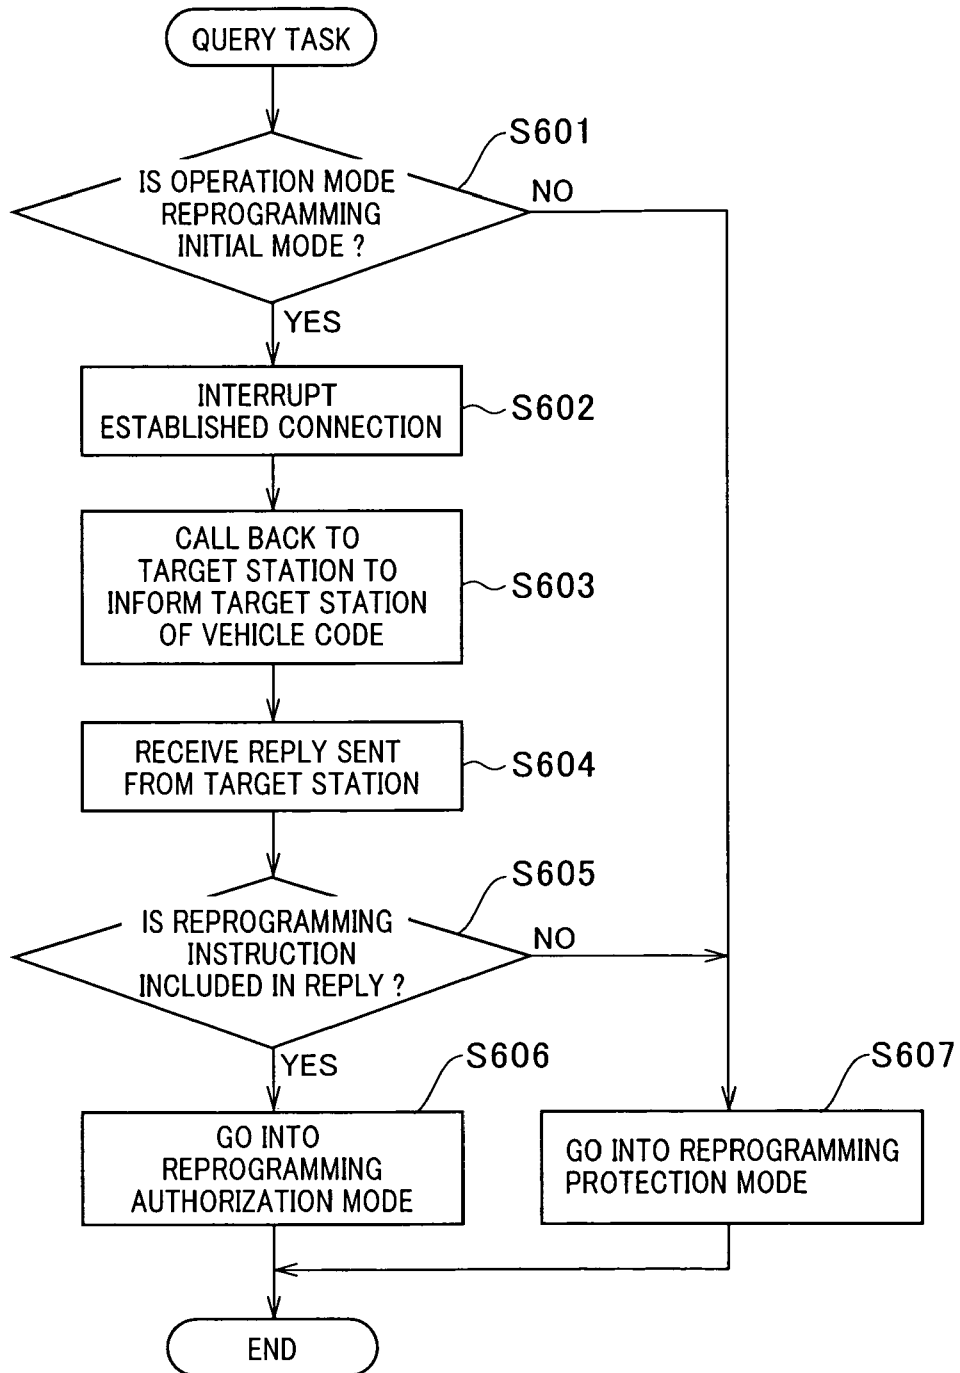 QUERY TASK
S601
IS OPERATION MODE
REPROGRAMMING
INITIAL MODE ?
NO
YES
INTERRUPT
ESTABLISHED CONNECTION
S602
CALL BACK TO
TARGET STATION TO
INFORM TARGET STATION
OF VEHICLE CODE
S603
RECEIVE REPLY SENT
FROM TARGET STATION
S604
S605
IS REPROGRAMMING
INSTRUCTION
INCLUDED IN REPLY ?
NO
YES
S606
S607
GO INTO
REPROGRAMMING
AUTHORIZATION MODE
GO INTO REPROGRAMMING
PROTECTION MODE
END